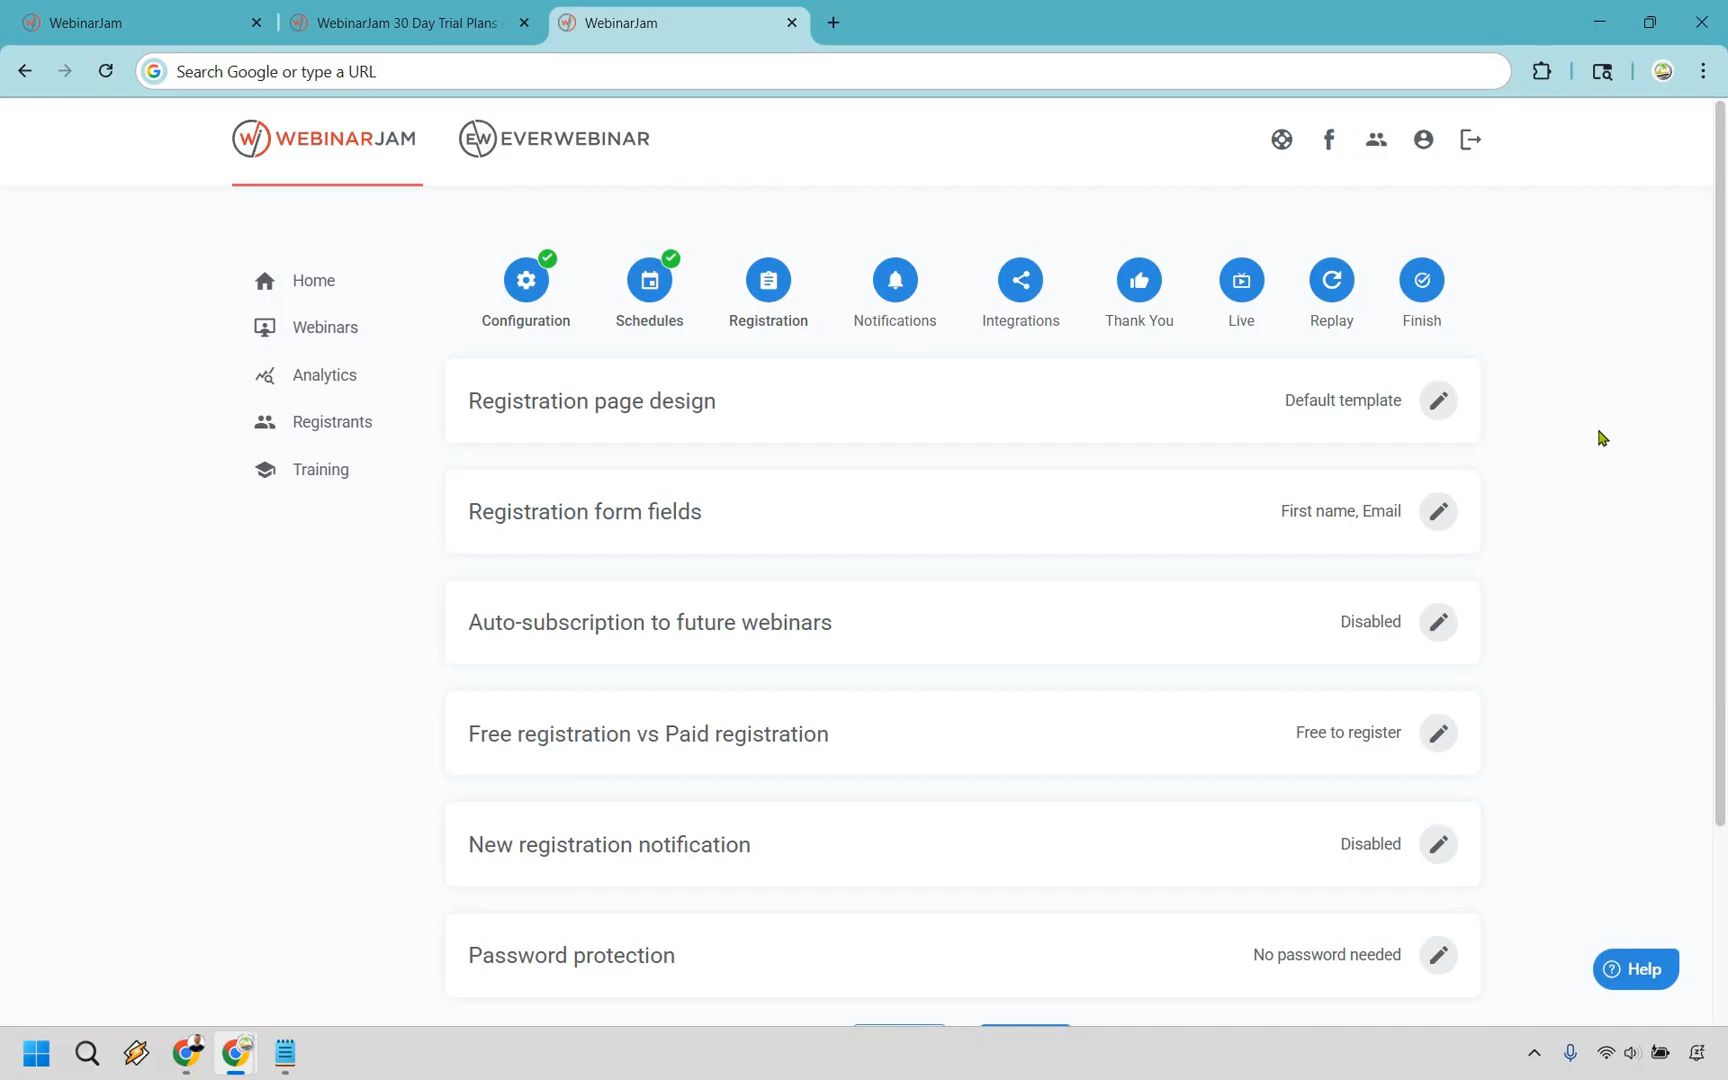 WebinarJam
WebinarJam 30 Day Trial Plans
WebinarJam
Search Google or type a URL
WEBINARJAM
EVERWEBINAR
Home
Webinars
Analytics
Registrants
Training
Configuration
Schedules
Registration
Notifications
Integrations
Thank You
Live
Replay
Finish
Registration page design
Default template
Registration form fields
First name, Email
Auto-subscription to future webinars
Disabled
Free registration vs Paid registration
Free to register
New registration notification
Disabled
Password protection
No password needed
Help